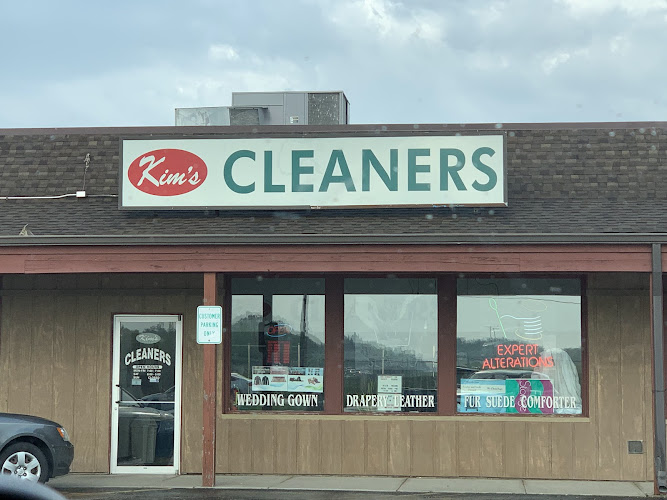 Kim's CLEANERS
CUSTOMER
PARKING
ONLY
Kim's
CLEANERS
EXPERT
ALTERATIONS
WEDDING GOWN
DRAPERY LEATHER
FUR SUEDE COMFORTER